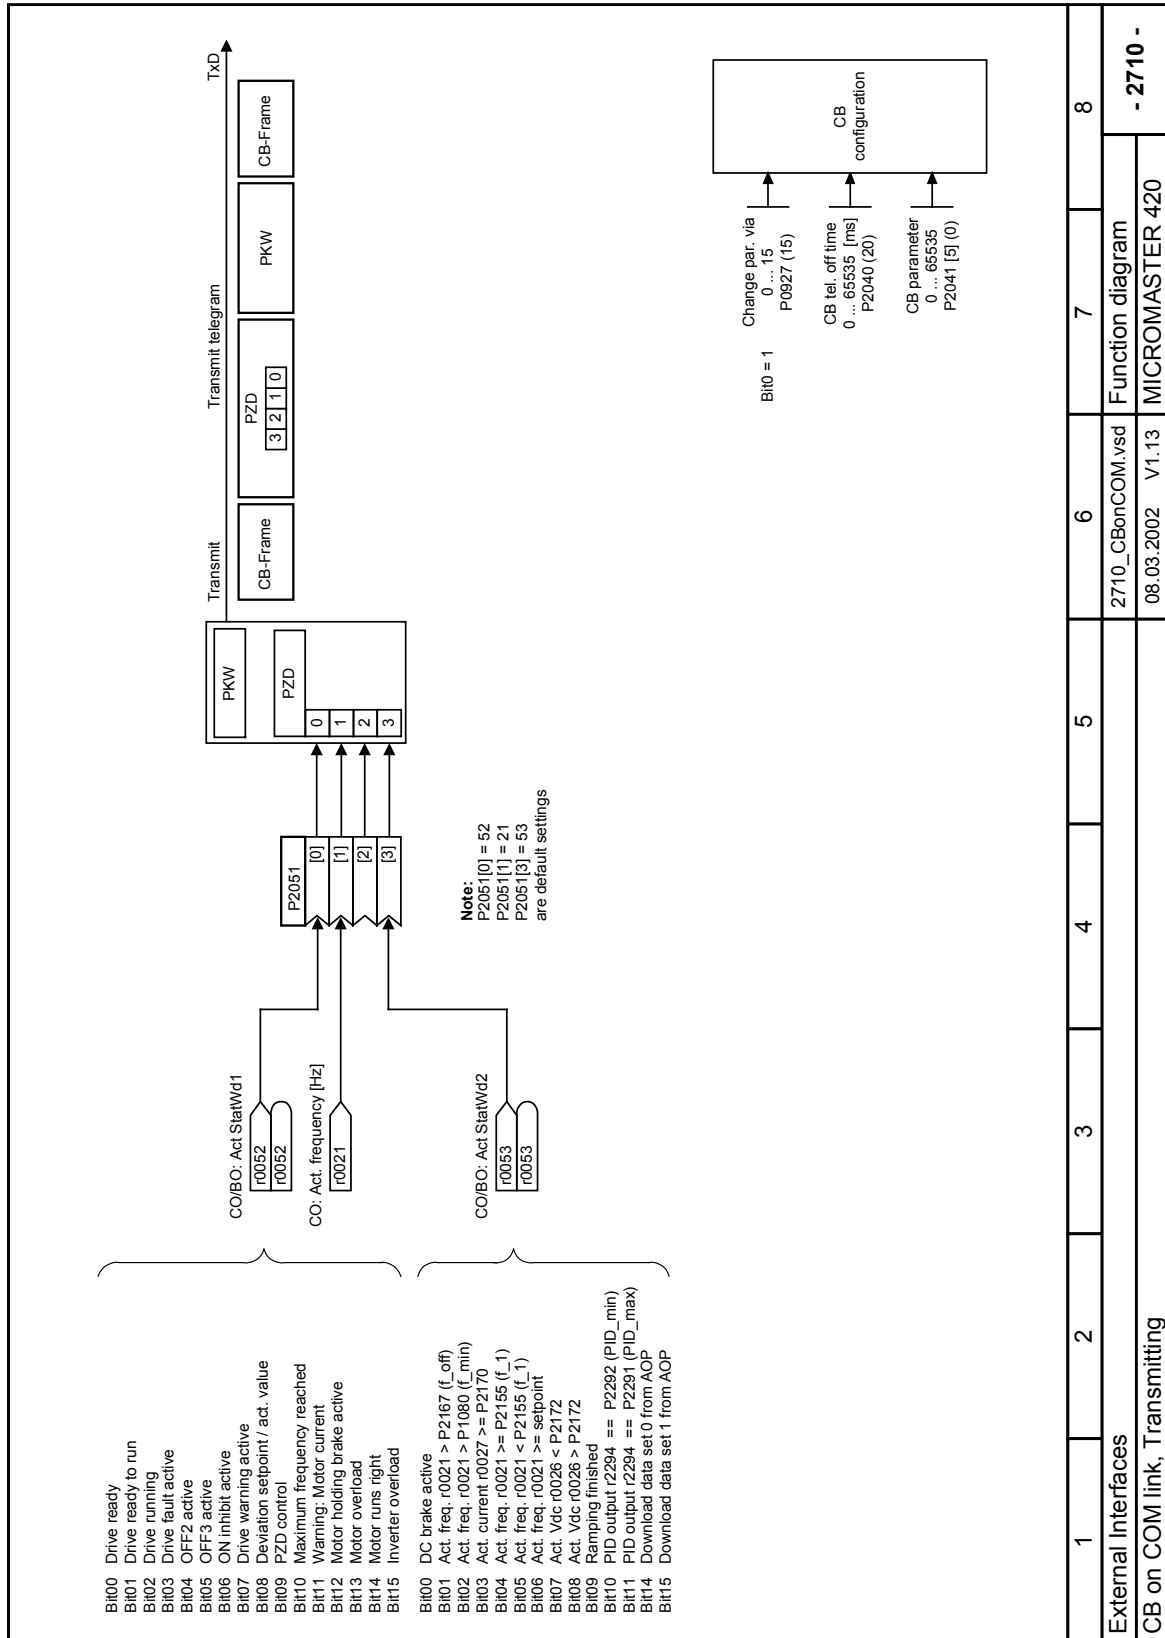 TxD
Transmit
Transmit telegram
CB-Frame
PZD
3 2 1 0
PKW
CB-Frame
PKW
PZD
0
1
2
3
P2051
[0]
[1]
[2]
[3]
CO/BO: Act StatWd1
r0052
r0052
CO: Act. frequency [Hz]
r0021
CO/BO: Act StatWd2
r0053
r0053
Bit00 Drive ready
Bit01 Drive ready to run
Bit02 Drive running
Bit03 Drive fault active
Bit04 OFF2 active
Bit05 OFF3 active
Bit06 ON inhibit active
Bit07 Drive warning active
Bit08 Deviation setpoint / act. value
Bit09 PZD control
Bit10 Maximum frequency reached
Bit11 Warning: Motor current
Bit12 Motor holding brake active
Bit13 Motor overload
Bit14 Motor runs right
Bit15 Inverter overload
Bit00 DC brake active
Bit01 Act. freq. r0021 > P2167 (f_off)
Bit02 Act. freq. r0021 > P1080 (f_min)
Bit03 Act. current r0027 >= P2170
Bit04 Act. freq. r0021 >= P2155 (f_1)
Bit05 Act. freq. r0021 < P2155 (f_1)
Bit06 Act. freq. r0021 >= setpoint
Bit07 Act. Vdc r0026 < P2172
Bit08 Act. Vdc r0026 > P2172
Bit09 Ramping finished
Bit10 PID output r2294 == P2292 (PID_min)
Bit11 PID output r2294 == P2291 (PID_max)
Bit14 Download data set 0 from AOP
Bit15 Download data set 1 from AOP
Note:
P2051[0] = 52
P2051[1] = 21
P2051[3] = 53
are default settings
Bit0 = 1
Change par. via
0 ... 15
P0927 (15)
CB tel. off time
0 ... 65535 [ms]
P2040 (20)
CB parameter
0 ... 65535
P2041 [5] (0)
CB
configuration
1 2 3 4 5 6 7 8
External Interfaces
2710_CBonCOM.vsd
Function diagram
- 2710 -
CB on COM link, Transmitting
08.03.2002 V1.13
MICROMASTER 420